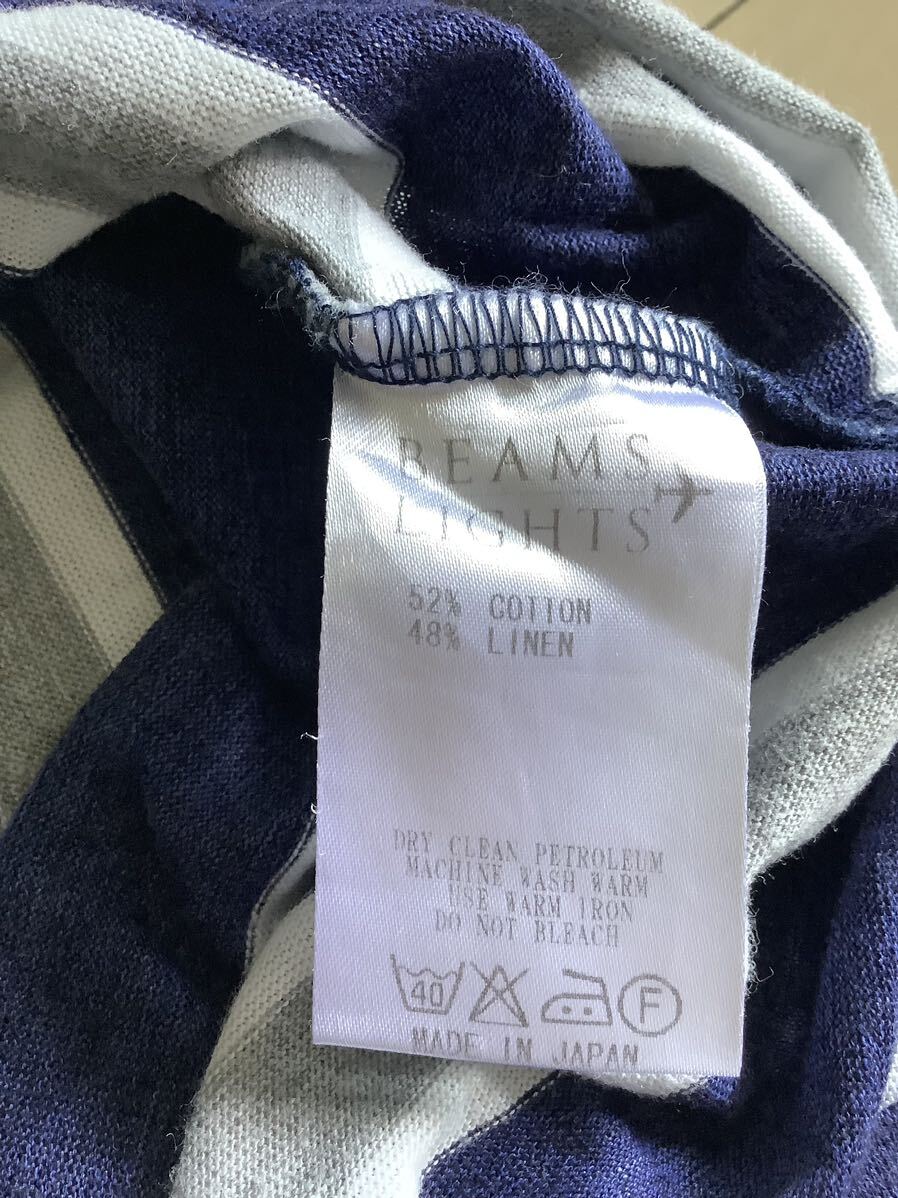 BEAMS
LIGHTS
52% COTTON
48% LINEN
DRY CLEAN PETROLEUM
MACHINE WASH WARM
USE WARM IRON
DO NOT BLEACH
40 F
MADE IN JAPAN